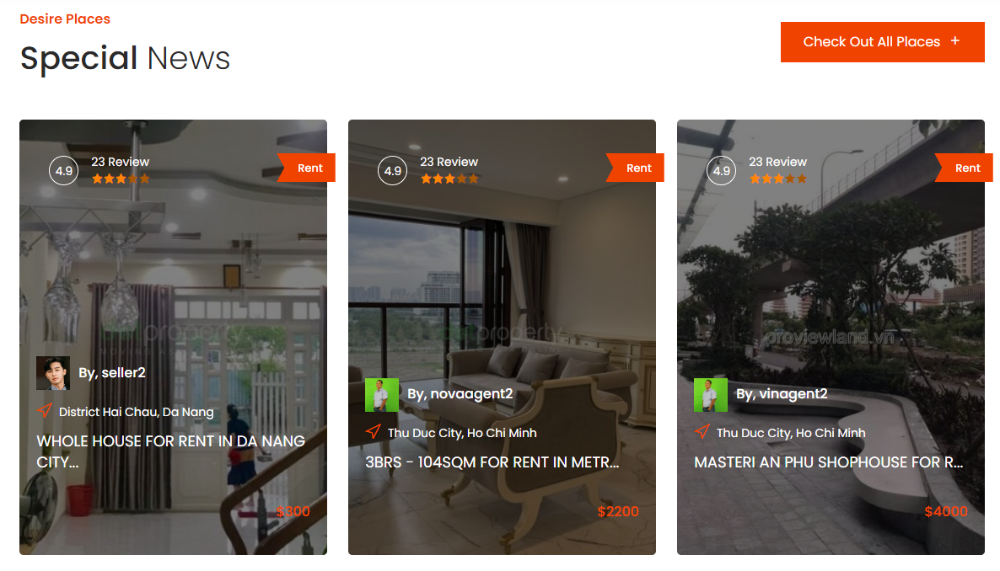 Desire Places
Special News
Check Out All Places +
4.9
23 Review
Rent
property
By, seller2
District Hai Chau, Da Nang
WHOLE HOUSE FOR RENT IN DA NANG
CITY...
$300
4.9
23 Review
Rent
property
By, novaagent2
Thu Duc City, Ho Chi Minh
3BRS - 104SQM FOR RENT IN METR...
$2200
4.9
23 Review
Rent
proviewland.vn
By, vinagent2
Thu Duc City, Ho Chi Minh
MASTERI AN PHU SHOPHOUSE FOR R...
$4000